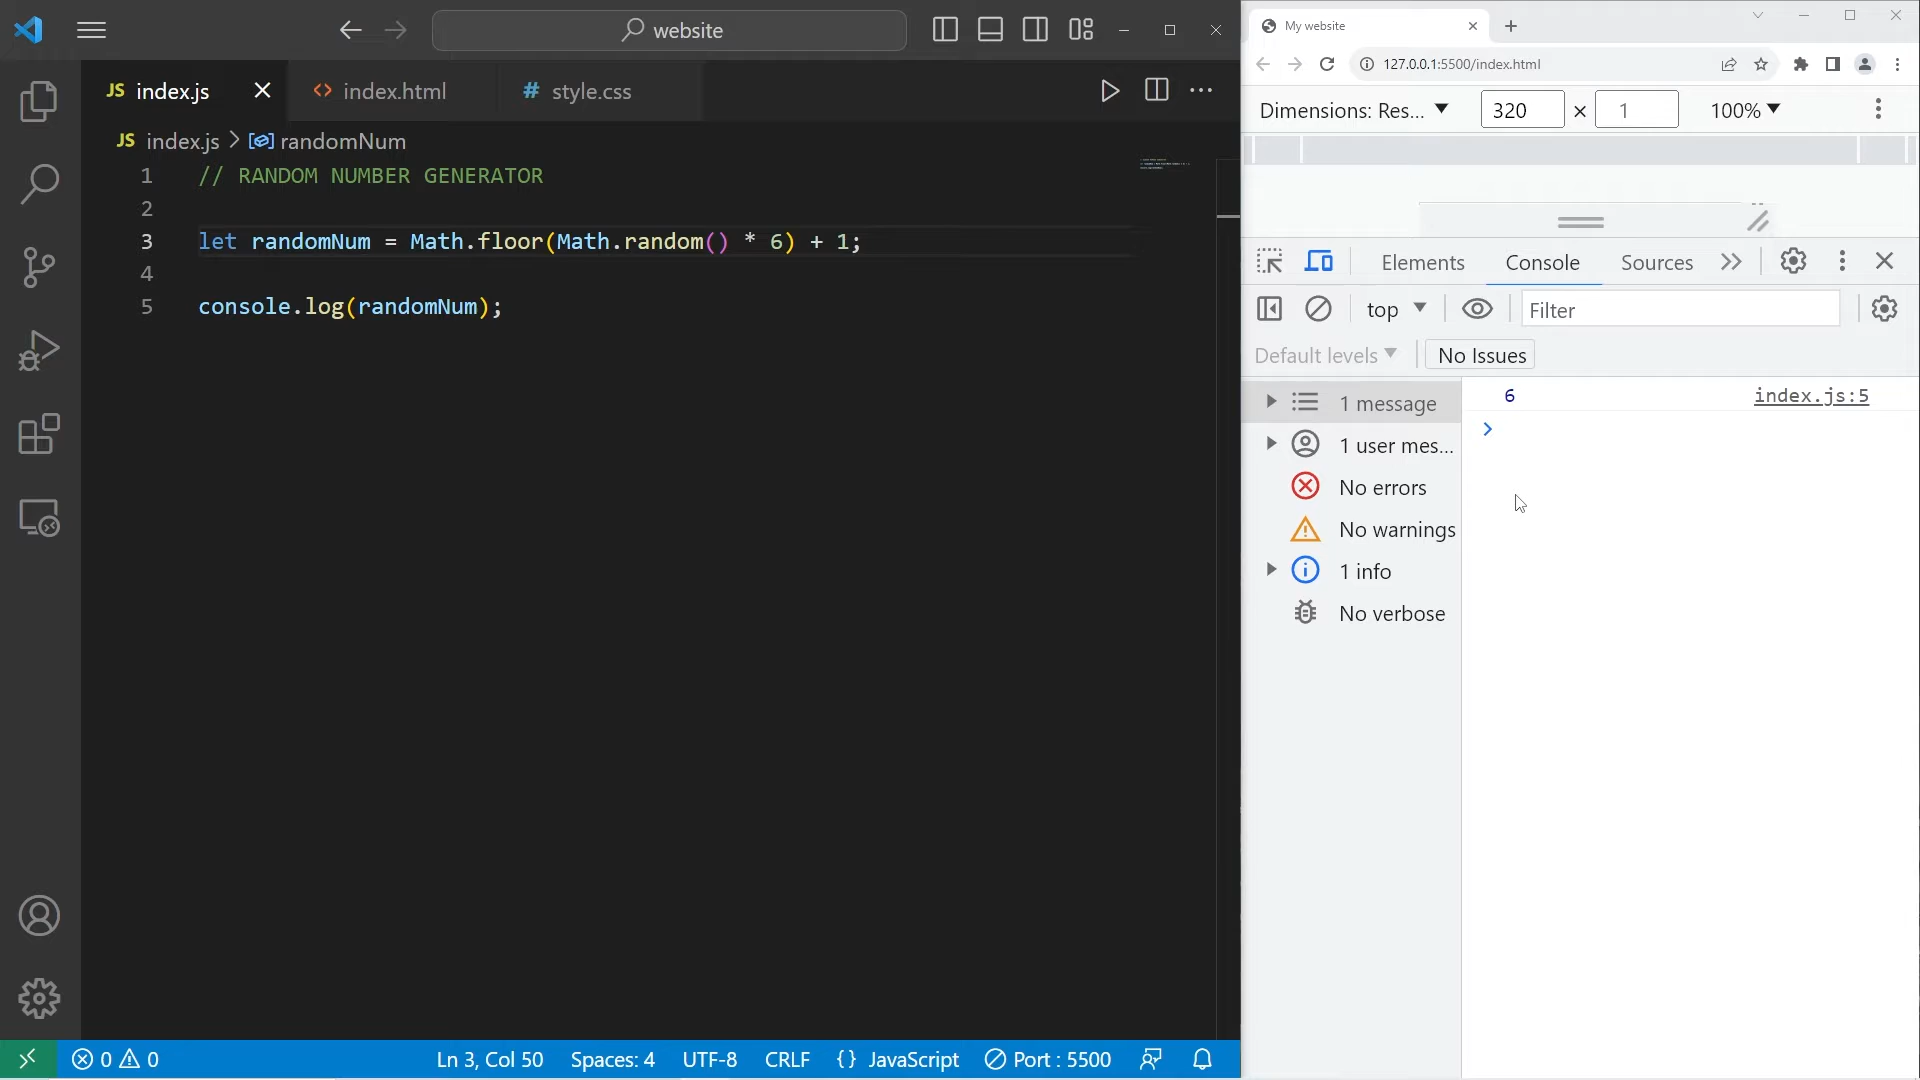 website
JS index.js
<> index.html
# style.css
JS index.js > randomNum
1 // RANDOM NUMBER GENERATOR
2
3 let randomNum = Math.floor(Math.random() * 6) + 1;
4
5 console.log(randomNum);
0 0
Ln 3, Col 50
Spaces: 4
UTF-8
CRLF
{} JavaScript
Port : 5500
My website
127.0.0.1:5500/index.html
Dimensions: Res... 320 × 1 100%
Elements Console Sources
top Filter
Default levels No Issues
1 message
1 user mes...
No errors
No warnings
1 info
No verbose
6 index.js:5